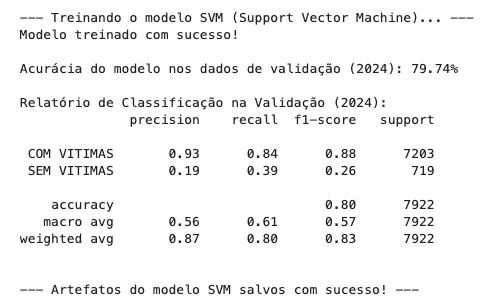 --- Treinando o modelo SVM (Support Vector Machine)... ---
Modelo treinado com sucesso!
Acurácia do modelo nos dados de validação (2024): 79.74%
Relatório de Classificação na Validação (2024):
precision recall f1-score support
COM VITIMAS 0.93 0.84 0.88 7203
SEM VITIMAS 0.19 0.39 0.26 719
accuracy 0.80 7922
macro avg 0.56 0.61 0.57 7922
weighted avg 0.87 0.80 0.83 7922
--- Artefatos do modelo SVM salvos com sucesso! ---